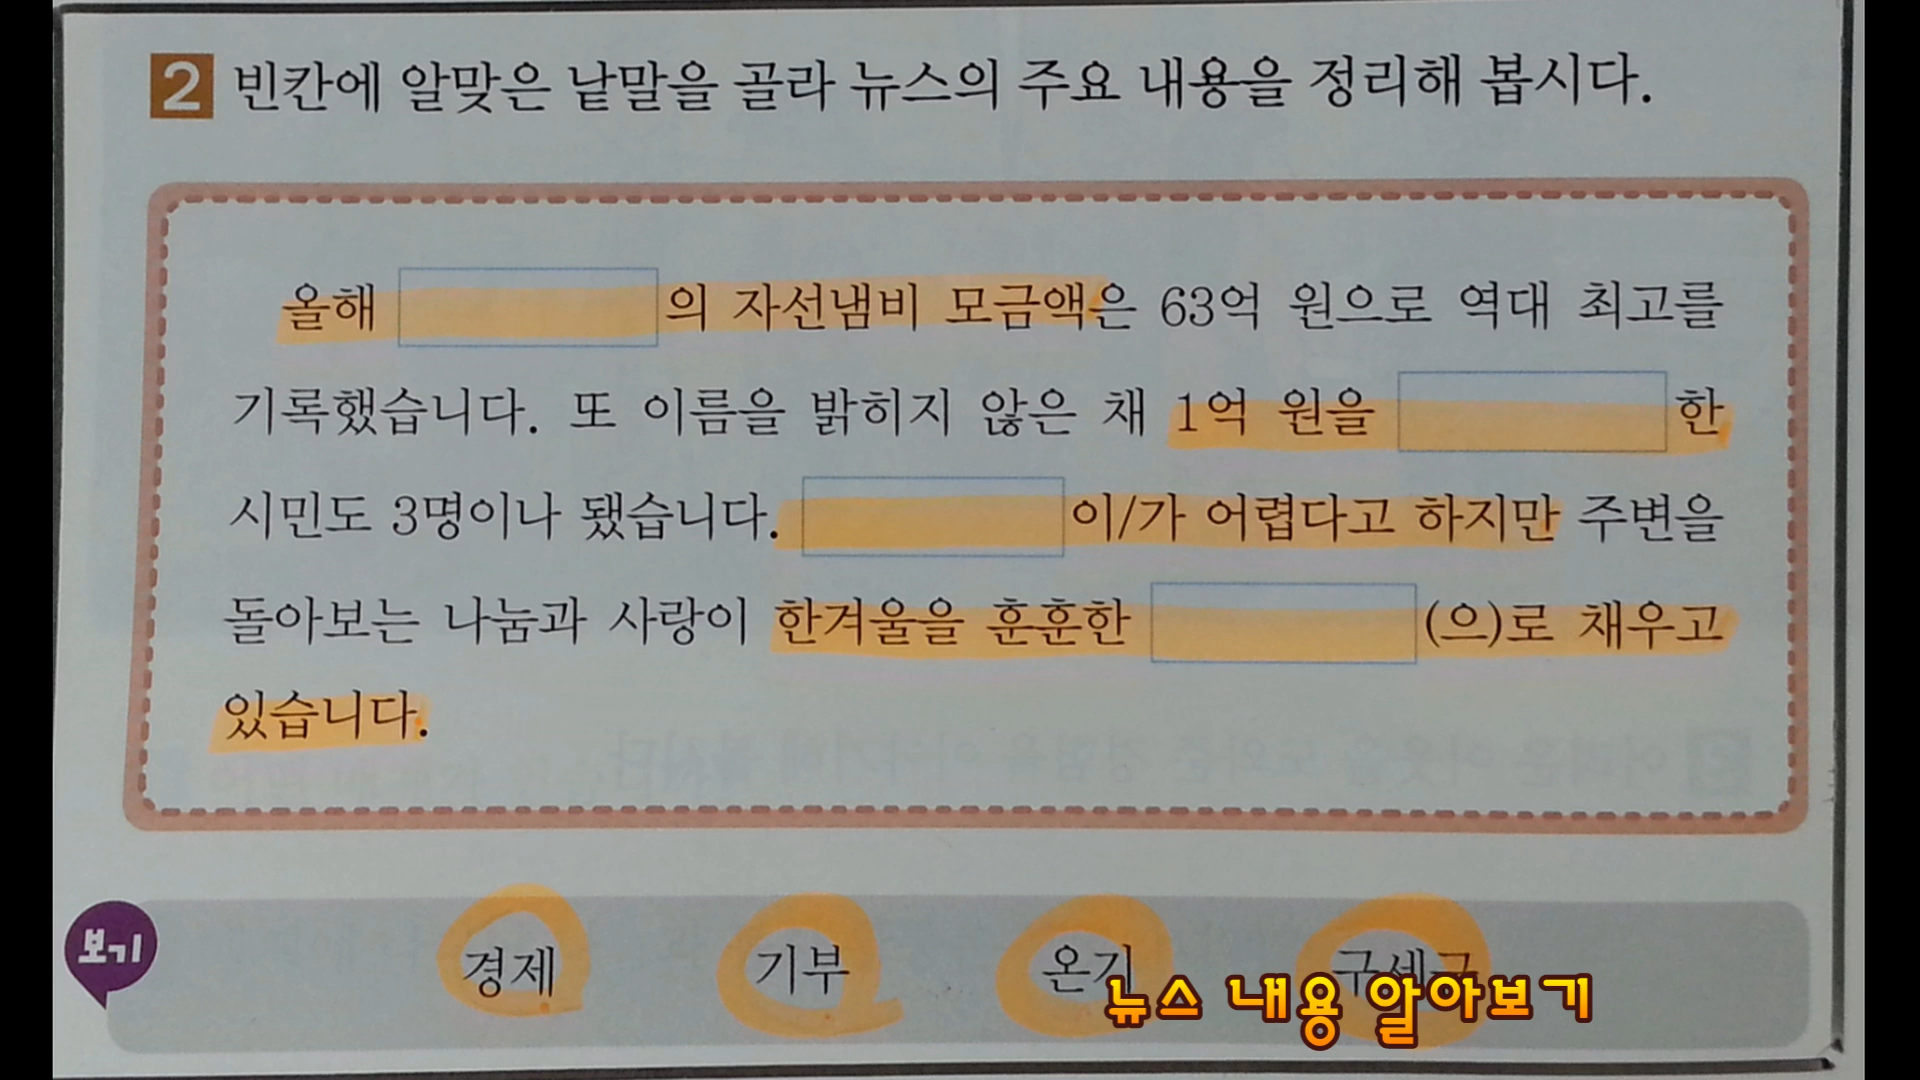 2 빈칸에 알맞은 낱말을 골라 뉴스의 주요 내용을 정리해 봅시다.
올해 의 자선냄비 모금액은 63억 원으로 역대 최고를
기록했습니다. 또 이름을 밝히지 않은 채 1억 원을 한
시민도 3명이나 됐습니다. 이/가 어렵다고 하지만 주변을
돌아보는 나눔과 사랑이 한겨울을 훈훈한 (으)로 채우고
있습니다.
보기 경제 기부 온기 구세군
뉴스 내용 알아보기